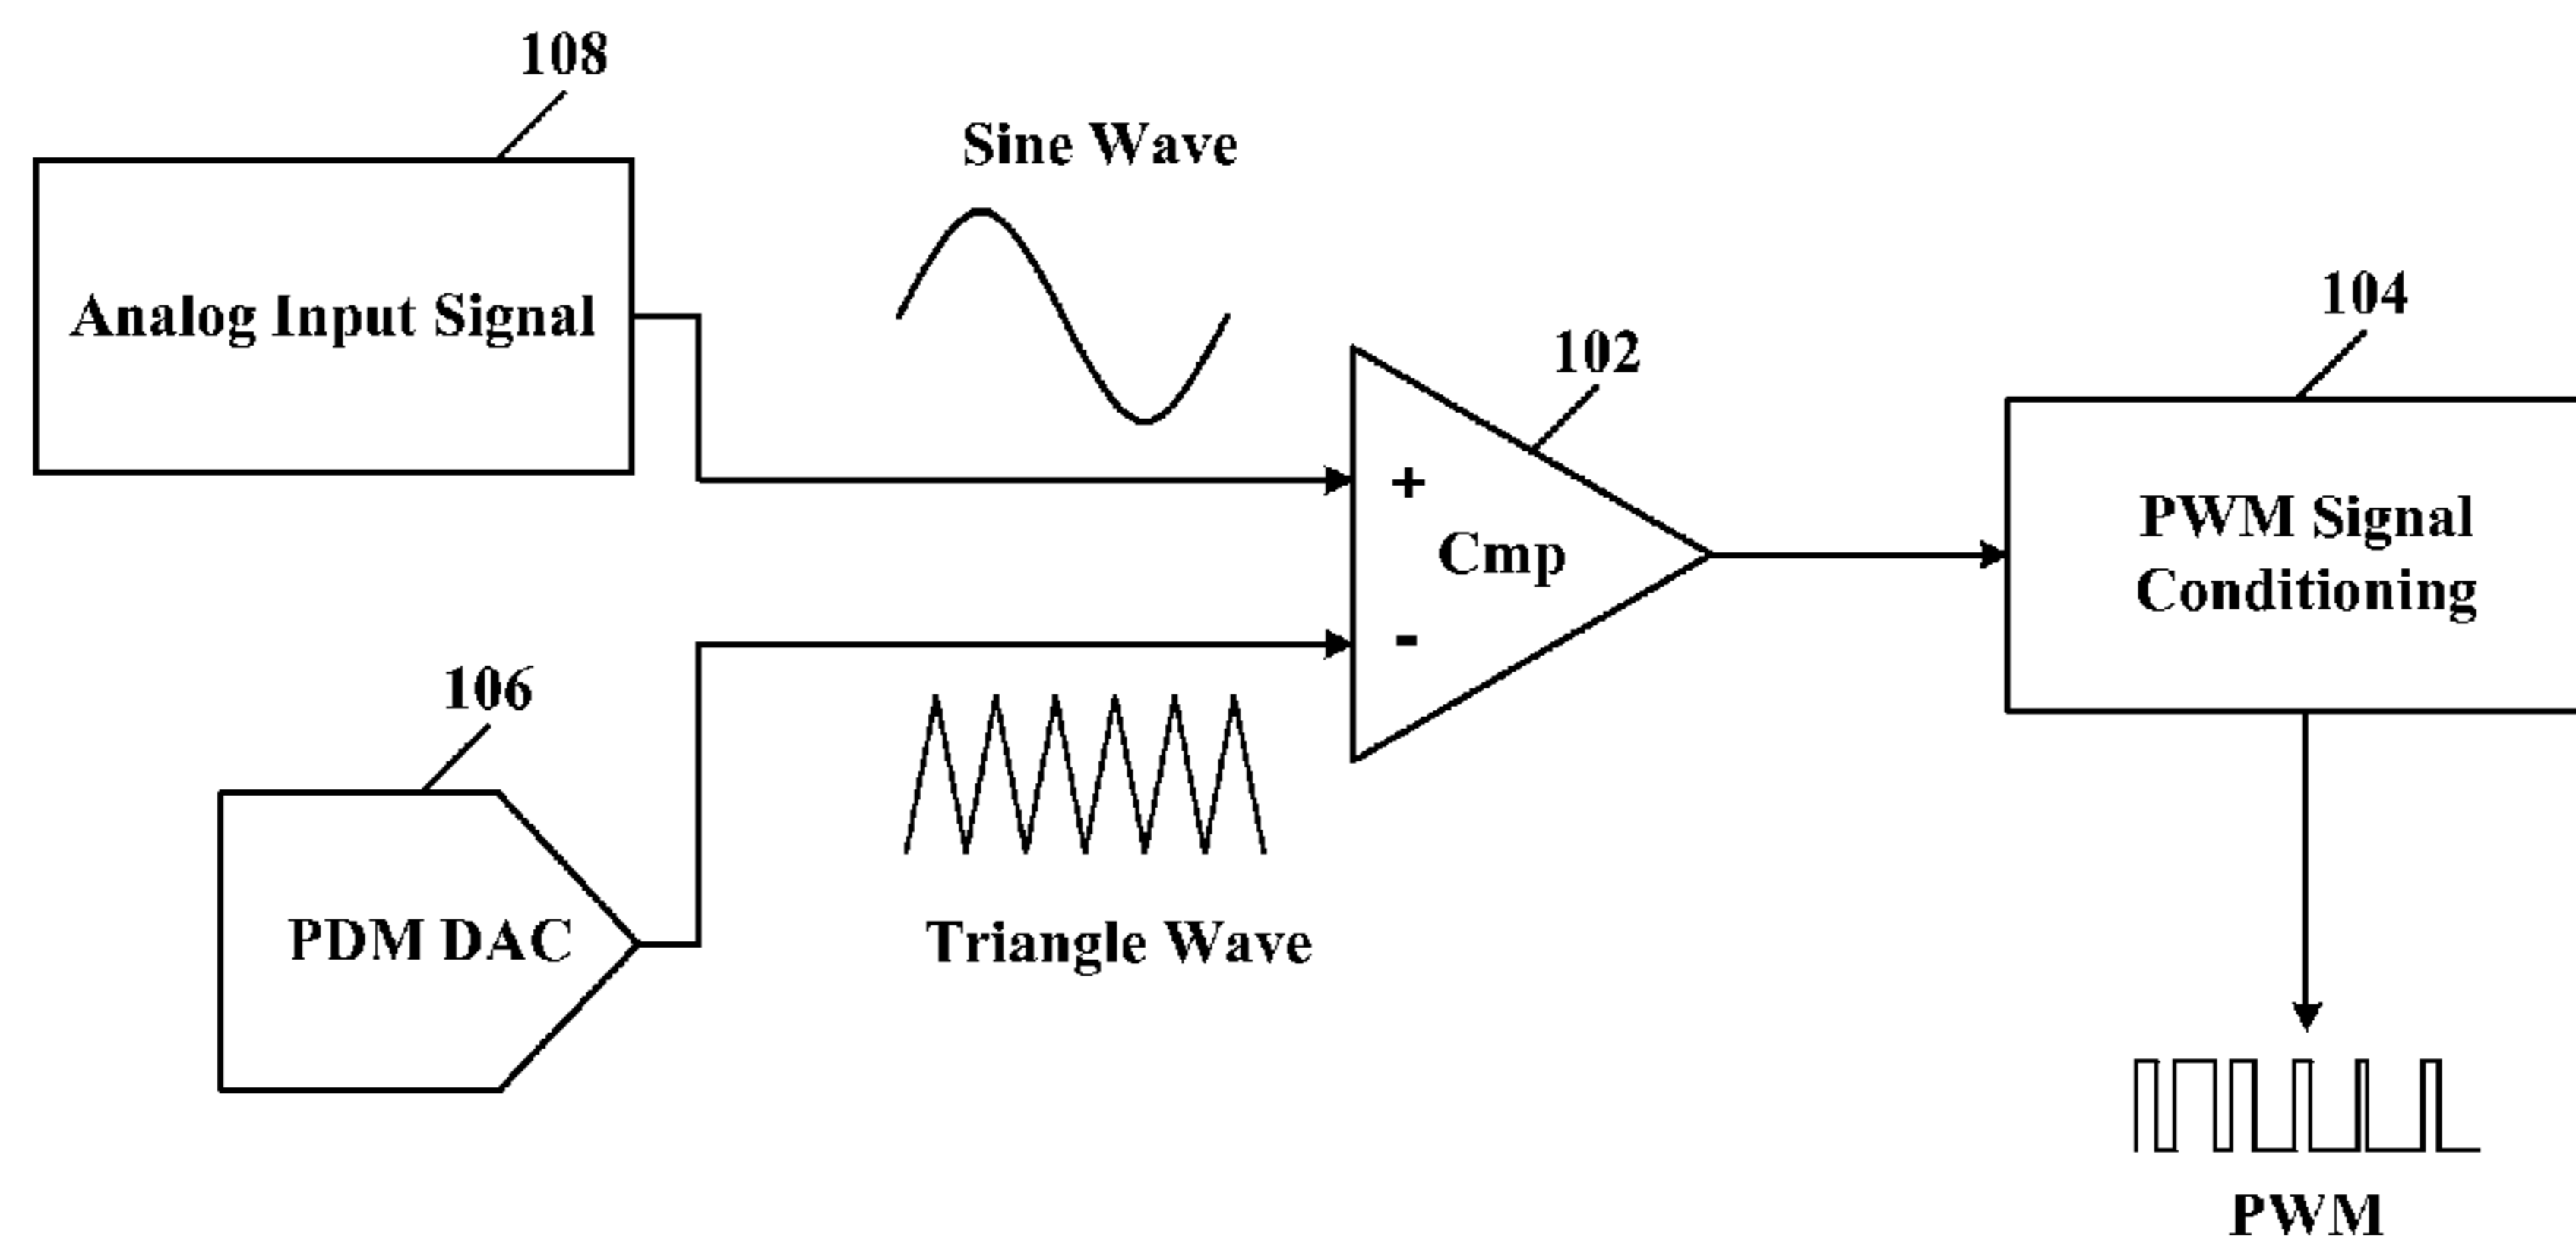 108
Sine Wave
Analog Input Signal
102
104
+
Cmp
-
PWM Signal
Conditioning
106
PDM DAC
Triangle Wave
PWM